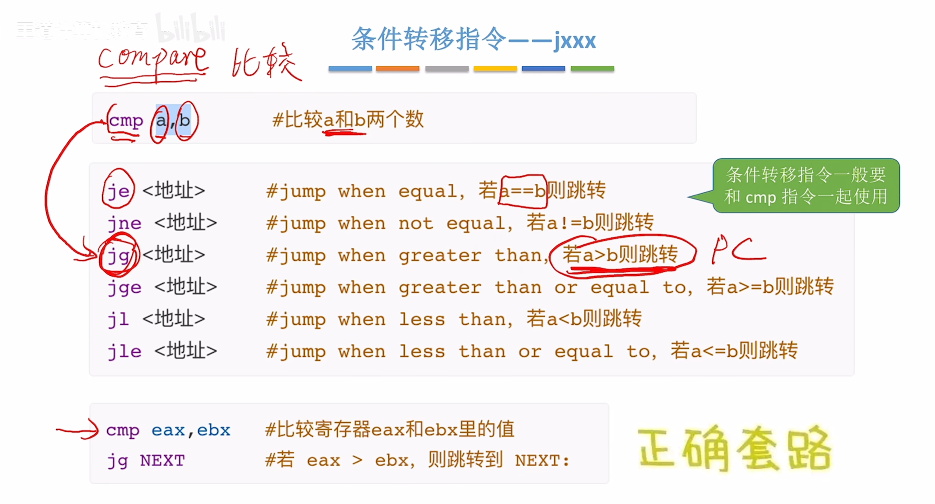 bilibili
条件转移指令——jxxx
compare 比较
cmp a,b #比较a和b两个数
je <地址> #jump when equal，若a==b则跳转
条件转移指令一般要
和 cmp 指令一起使用
jne <地址> #jump when not equal，若a!=b则跳转
jg <地址> #jump when greater than，若a>b则跳转 PC
jge <地址> #jump when greater than or equal to，若a>=b则跳转
jl <地址> #jump when less than，若a<b则跳转
jle <地址> #jump when less than or equal to，若a<=b则跳转
cmp eax,ebx #比较寄存器eax和ebx里的值
jg NEXT #若 eax > ebx，则跳转到 NEXT：
正确套路